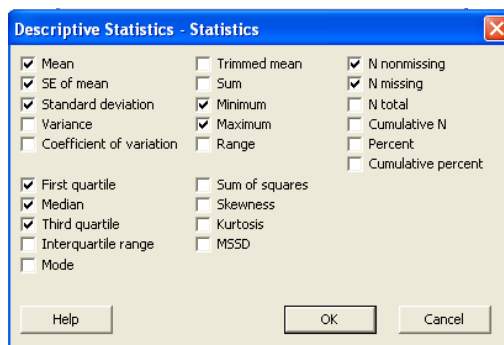 Descriptive Statistics - Statistics
Mean
SE of mean
Standard deviation
Variance
Coefficient of variation
First quartile
Median
Third quartile
Interquartile range
Mode
Trimmed mean
Sum
Minimum
Maximum
Range
Sum of squares
Skewness
Kurtosis
MSSD
N nonmissing
N missing
N total
Cumulative N
Percent
Cumulative percent
Help
OK
Cancel